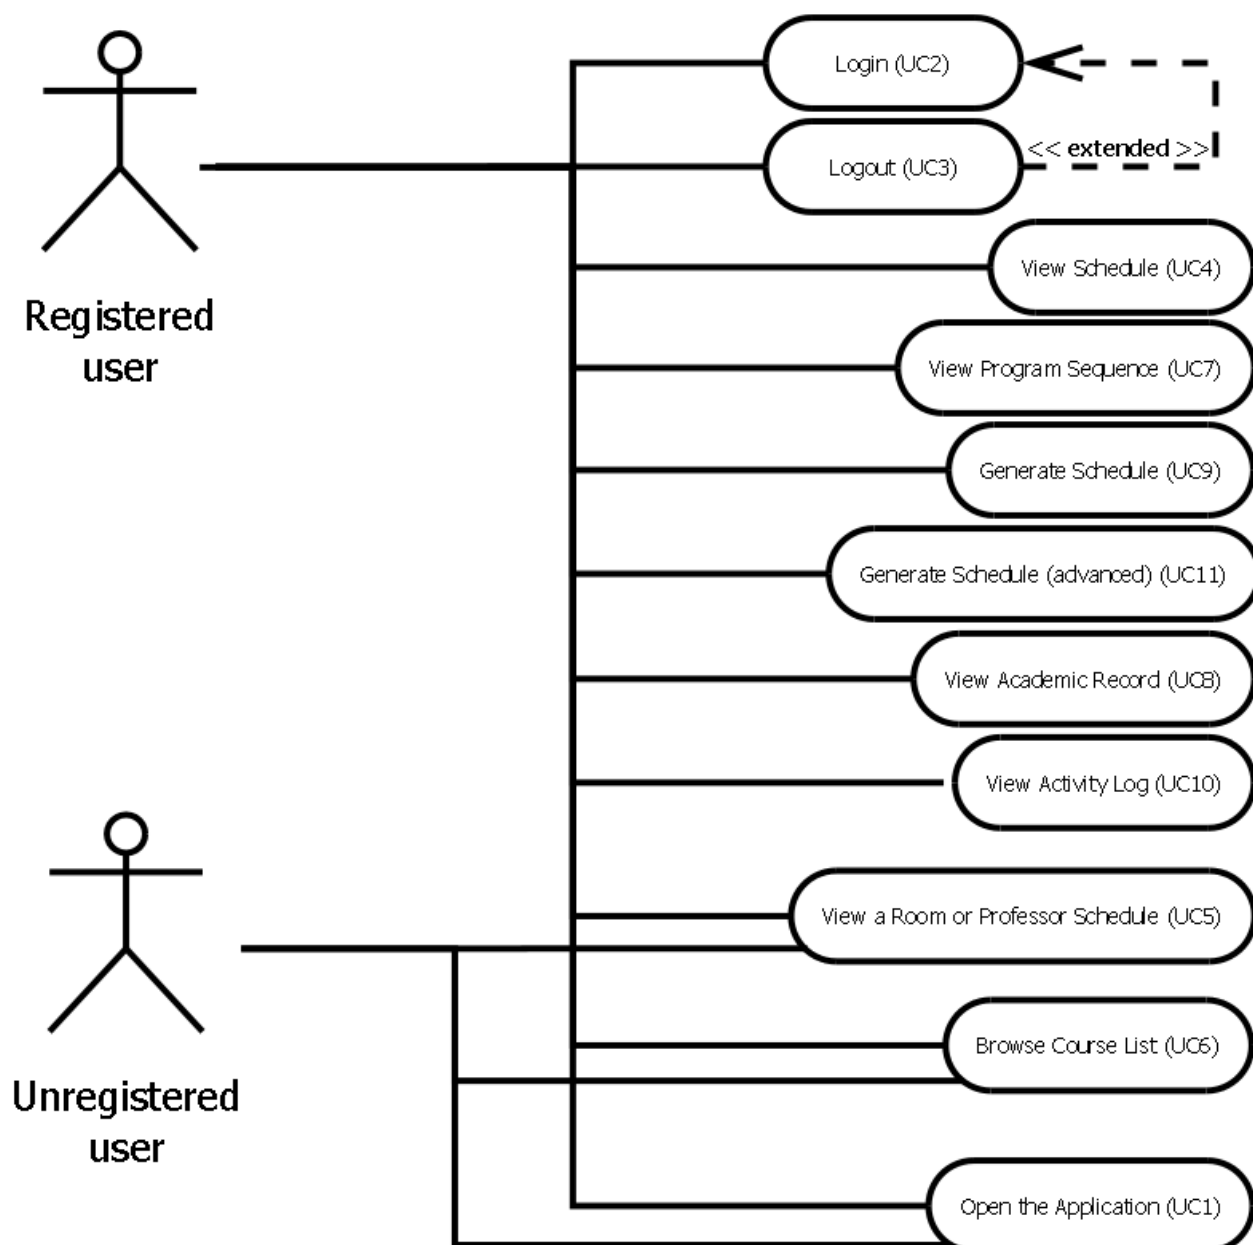 Login (UC2)
Logout (UC3)
<< extended >>
Registered
user
View Schedule (UC4)
View Program Sequence (UC7)
Generate Schedule (UC9)
Generate Schedule (advanced) (UC11)
View Academic Record (UC8)
View Activity Log (UC10)
Unregistered
user
View a Room or Professor Schedule (UC5)
Browse Course List (UC6)
Open the Application (UC1)